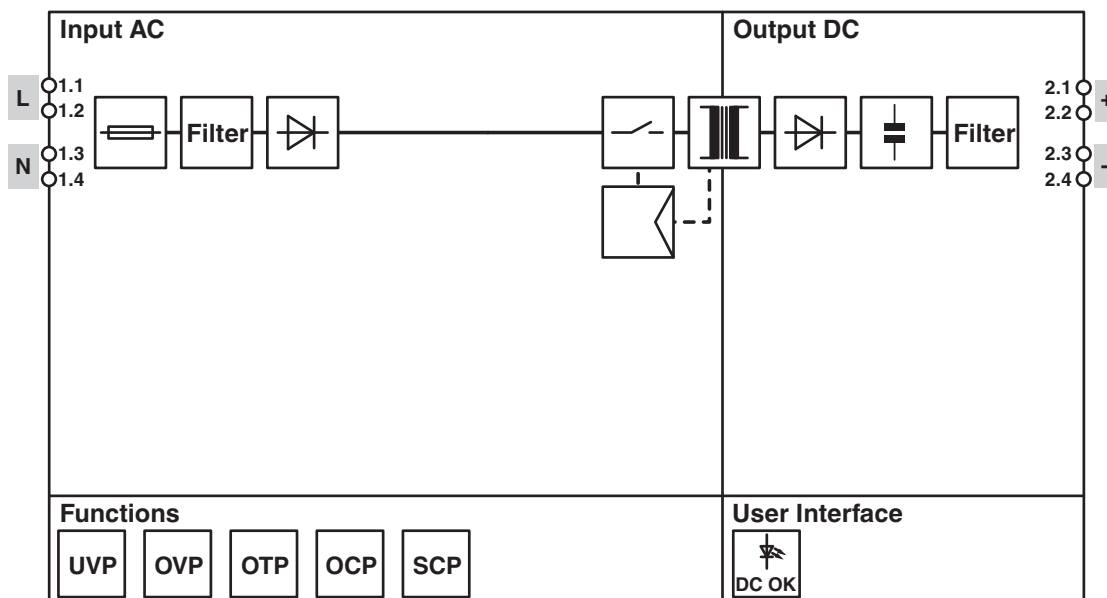 Input AC
Output DC
L
1.1
1.2
N
1.3
1.4
Filter
Filter
2.1
2.2
+
2.3
2.4
-
Functions
UVP
OVP
OTP
OCP
SCP
User Interface
DC OK